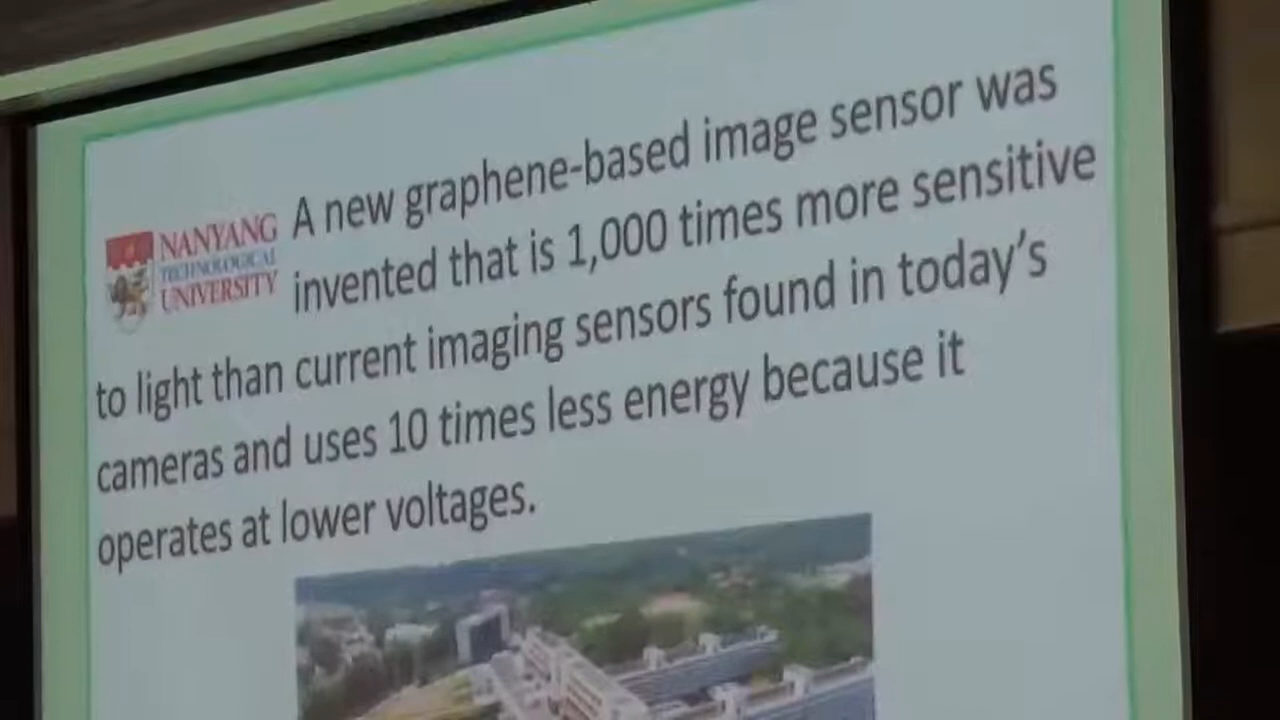 NANYANG
TECHNOLOGICAL
UNIVERSITY
A new graphene-based image sensor was
invented that is 1,000 times more sensitive
to light than current imaging sensors found in today's
cameras and uses 10 times less energy because it
operates at lower voltages.